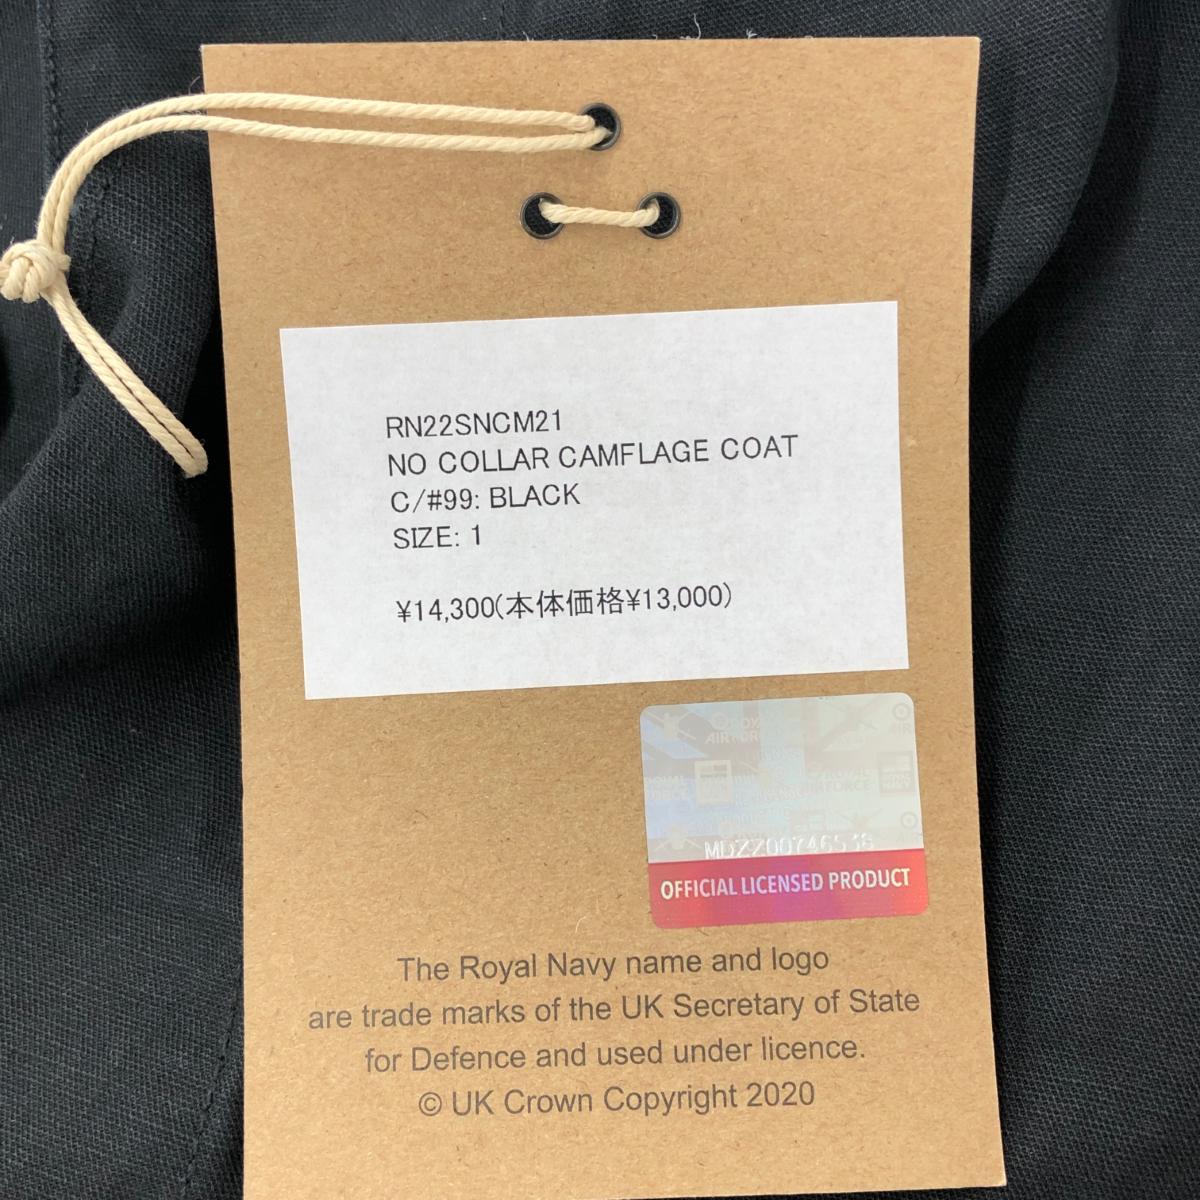 RN22SNCM21
NO COLLAR CAMFLAGE COAT
C/#99: BLACK
SIZE: 1
¥14,300(本体価格¥13,000)
OFFICIAL LICENSED PRODUCT
The Royal Navy name and logo
are trade marks of the UK Secretary of State
for Defence and used under licence.
© UK Crown Copyright 2020